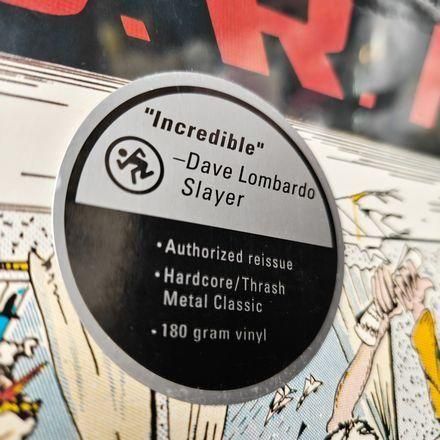 D.R.I.
"Incredible"
–Dave Lombardo
Slayer
•Authorized reissue
•Hardcore/Thrash
Metal Classic
•180 gram vinyl